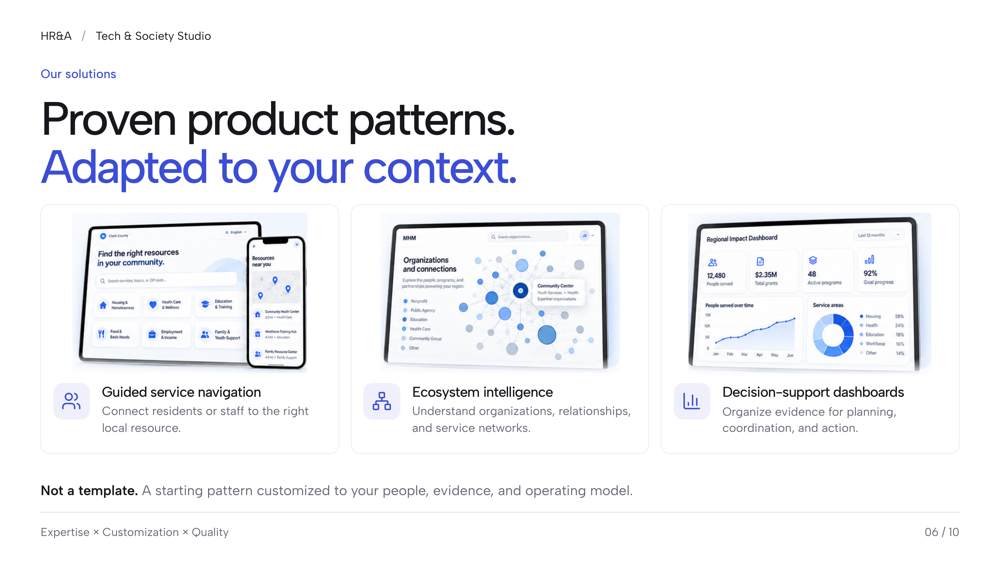 HR&A / Tech & Society Studio
Our solutions
Proven product patterns.
Adapted to your context.
Clark County
English
Find the right resources
in your community.
Search services, topics, or ZIP code...
Housing &
Homelessness
Health Care
& Wellness
Education
& Training
Food &
Basic Needs
Employment
& Income
Family &
Youth Support
Resources
near you
Community Health Center
2.3 mi • Health Care
Workforce Training Hub
4.1 mi • Education
Family Resource Center
4.8 mi • Family Support
Guided service navigation
Connect residents or staff to the right
local resource.
MHM
Search organizations...
JD
Organizations
and connections
Explore the people, programs, and
partnerships powering your region.
Nonprofit
Public Agency
Education
Health Care
Community Group
Other
Community Center
Youth Services • Health
3 partner organizations
Ecosystem intelligence
Understand organizations, relationships,
and service networks.
Regional Impact Dashboard
Last 12 months
12,480
People served
$2.35M
Total grants
48
Active programs
92%
Goal progress
People served over time
15K
10K
5K
0
Jan Feb Mar Apr May Jun
Service areas
Housing 28%
Health 24%
Education 18%
Workforce 16%
Other 14%
Decision-support dashboards
Organize evidence for planning,
coordination, and action.
Not a template. A starting pattern customized to your people, evidence, and operating model.
Expertise × Customization × Quality
06 / 10